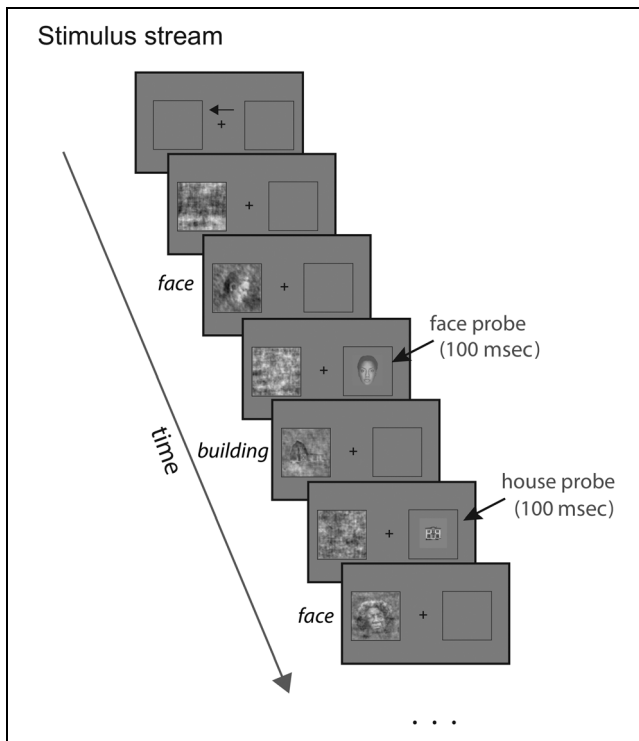 Stimulus stream
face
face probe
(100 msec)
building
time
house probe
(100 msec)
face
. . .